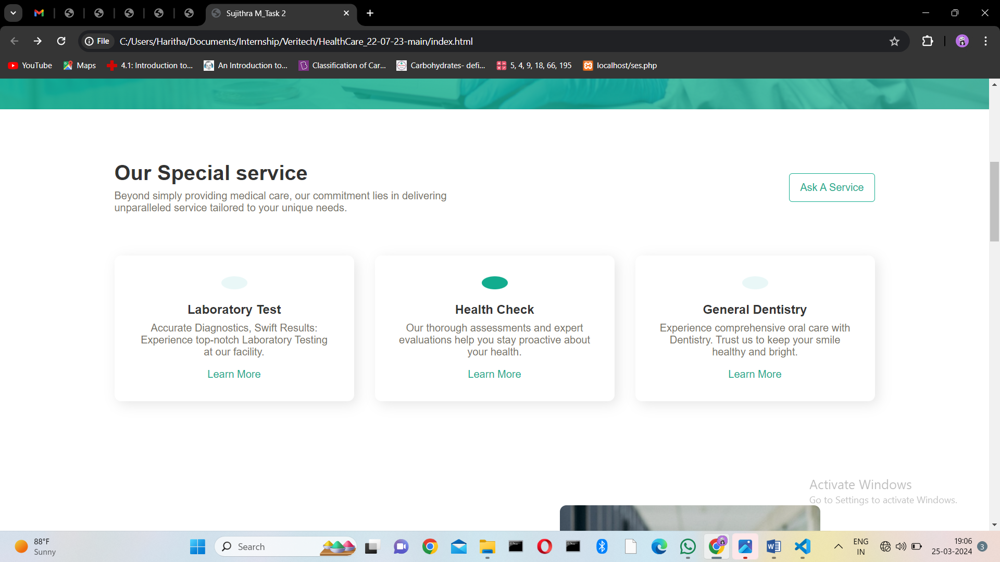 Sujithra M_Task 2
File
C:/Users/Haritha/Documents/Internship/Veritech/HealthCare_22-07-23-main/index.html
YouTube
Maps
4.1: Introduction to...
An Introduction to...
Classification of Car...
Carbohydrates- defi...
5, 4, 9, 18, 66, 195
localhost/ses.php
Our Special service
Beyond simply providing medical care, our commitment lies in delivering
unparalleled service tailored to your unique needs.
Ask A Service
Laboratory Test
Accurate Diagnostics, Swift Results:
Experience top-notch Laboratory Testing
at our facility.
Learn More
Health Check
Our thorough assessments and expert
evaluations help you stay proactive about
your health.
Learn More
General Dentistry
Experience comprehensive oral care with
Dentistry. Trust us to keep your smile
healthy and bright.
Learn More
Activate Windows
Go to Settings to activate Windows.
88°F
Sunny
Search
ENG
IN
19:06
25-03-2024
3